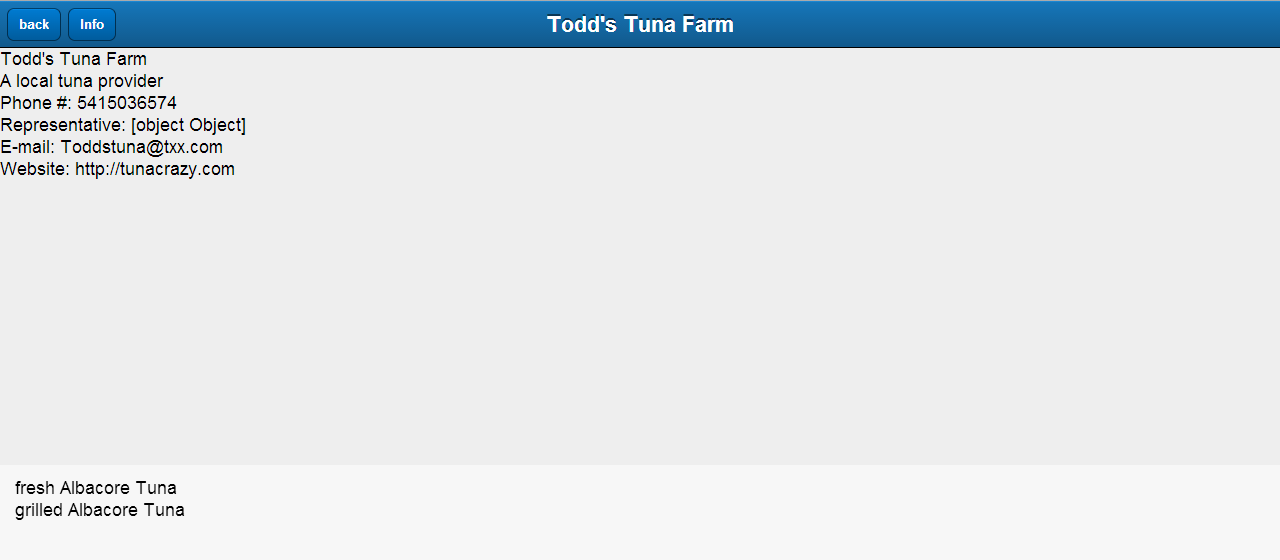 back Info Todd's Tuna Farm
Todd's Tuna Farm
A local tuna provider
Phone #: 5415036574
Representative: [object Object]
E-mail: Toddstuna@txx.com
Website: http://tunacrazy.com
fresh Albacore Tuna
grilled Albacore Tuna